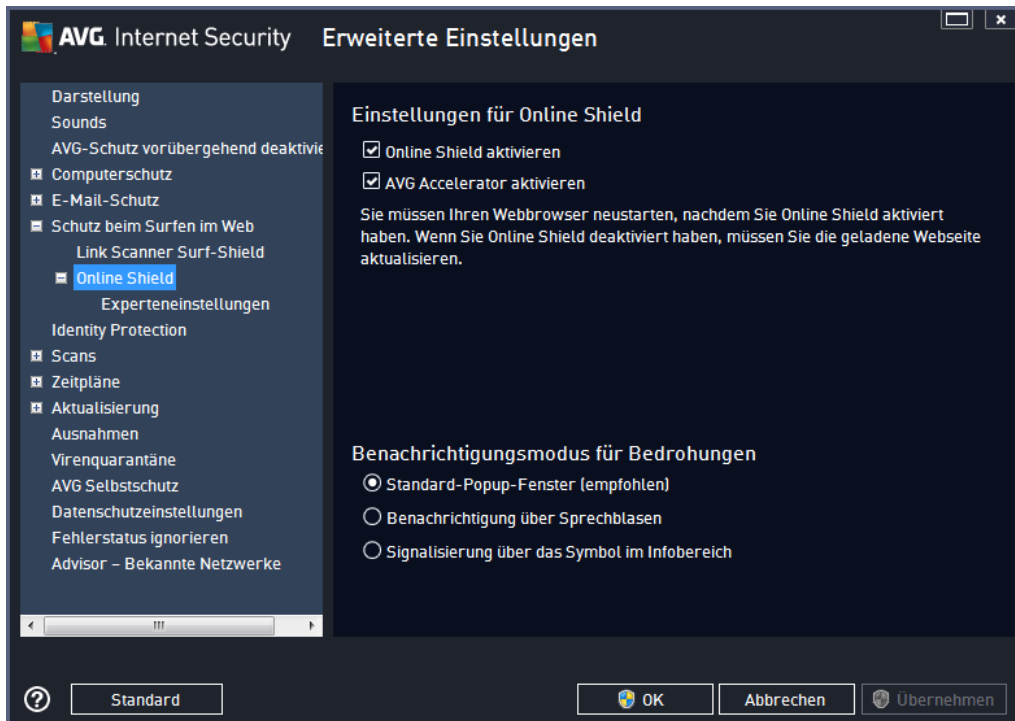 AVG. Internet Security Erweiterte Einstellungen
Darstellung
Sounds
AVG-Schutz vorübergehend deaktivie
Computerschutz
E-Mail-Schutz
Schutz beim Surfen im Web
Link Scanner Surf-Shield
Online Shield
Experteneinstellungen
Identity Protection
Scans
Zeitpläne
Aktualisierung
Ausnahmen
Virenquarantäne
AVG Selbstschutz
Datenschutzeinstellungen
Fehlerstatus ignorieren
Advisor – Bekannte Netzwerke
Einstellungen für Online Shield
Online Shield aktivieren
AVG Accelerator aktivieren
Sie müssen Ihren Webbrowser neustarten, nachdem Sie Online Shield aktiviert
haben. Wenn Sie Online Shield deaktiviert haben, müssen Sie die geladene Webseite
aktualisieren.
Benachrichtigungsmodus für Bedrohungen
Standard-Popup-Fenster (empfohlen)
Benachrichtigung über Sprechblasen
Signalisierung über das Symbol im Infobereich
? Standard OK Abbrechen Übernehmen